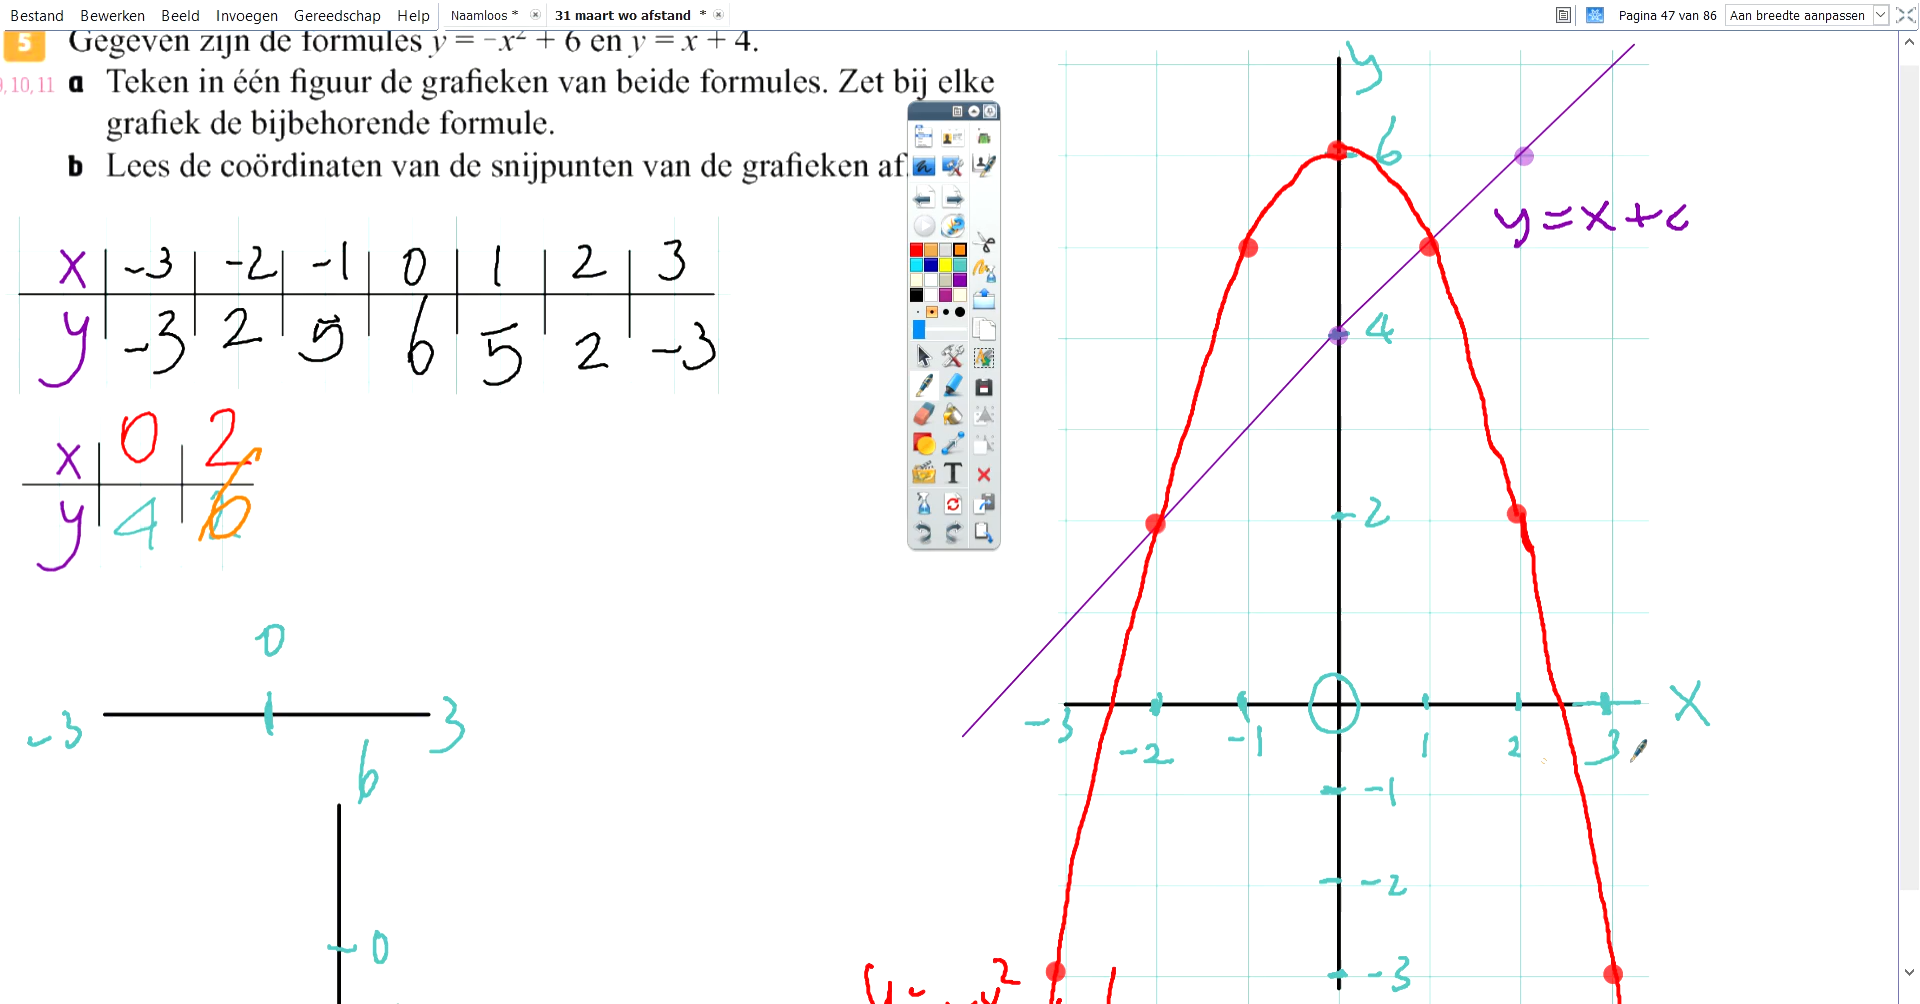 Bestand Bewerken Beeld Invoegen Gereedschap Help Naamloos * 31 maart wo afstand * Pagina 47 van 86 Aan breedte aanpassen
5 Gegeven zijn de formules y = -x² + 6 en y = x + 4.
9, 10, 11 a Teken in één figuur de grafieken van beide formules. Zet bij elke
grafiek de bijbehorende formule.
b Lees de coördinaten van de snijpunten van de grafieken af.
x -3 -2 -1 0 1 2 3
y -3 2 5 6 5 2 -3
x 0 2
y 4 6
0
-3 3
6
0
y
6
y = x + 
4
2
x
-3 -2 -1 1 2 3
-1
-2
-3
T